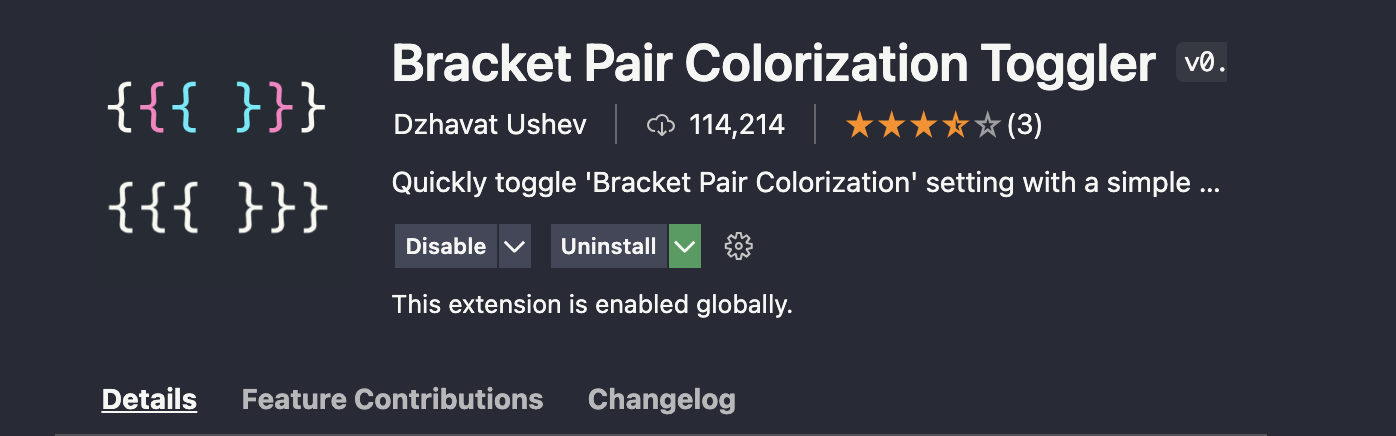 {{{ }}}
{{{ }}}
Bracket Pair Colorization Toggler v0.
Dzhavat Ushev 114,214 (3)
Quickly toggle 'Bracket Pair Colorization' setting with a simple ...
Disable Uninstall
This extension is enabled globally.
Details Feature Contributions Changelog